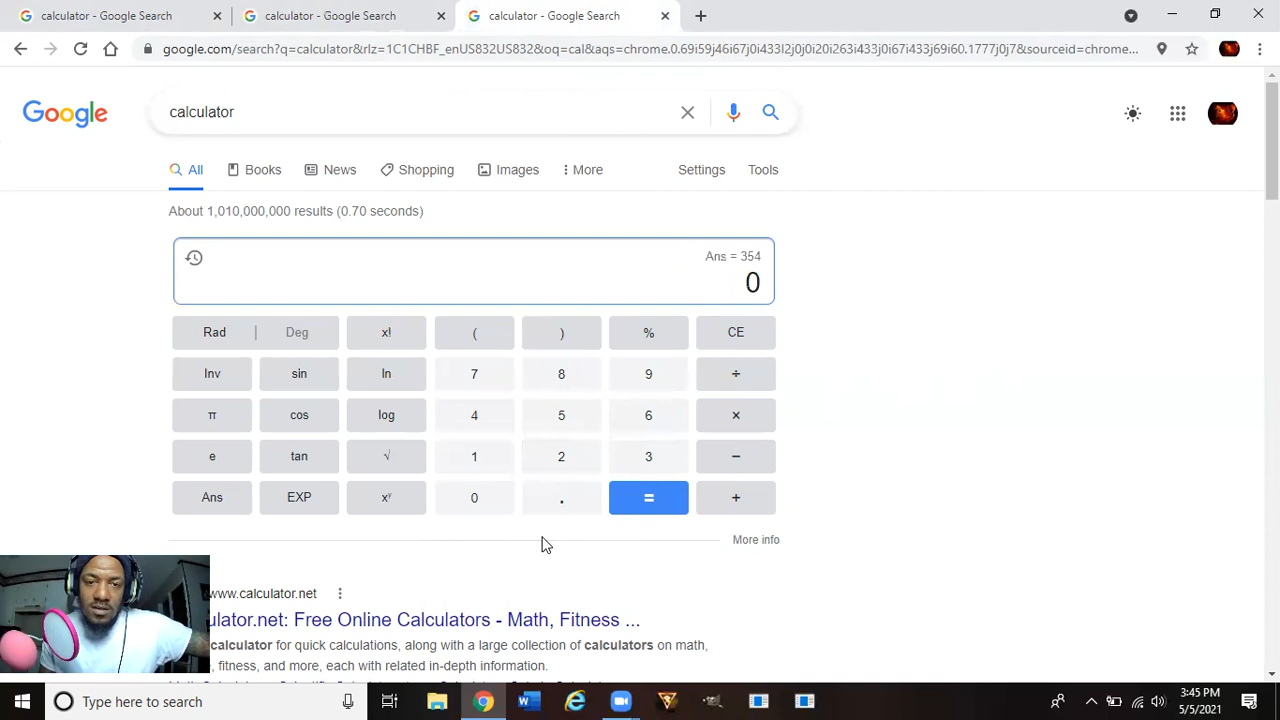 calculator - Google Search
calculator - Google Search
calculator - Google Search
google.com/search?q=calculator&rlz=1C1CHBF_enUS832US832&oq=cal&aqs=chrome.0.69i59j46i67j0i433l2j0j0i20i263i433j0i67i433j69i60.1777j0j7&sourceid=chrome...
Google
calculator
All Books News Shopping Images More Settings Tools
About 1,010,000,000 results (0.70 seconds)
Ans = 354
0
Rad | Deg x! ( ) % CE
Inv sin ln 7 8 9 ÷
π cos log 4 5 6 ×
e tan √ 1 2 3 −
Ans EXP xʸ 0 . = +
More info
www.calculator.net
ulator.net: Free Online Calculators - Math, Fitness ...
calculator for quick calculations, along with a large collection of calculators on math,
, fitness, and more, each with related in-depth information.
Type here to search
3:45 PM
5/5/2021